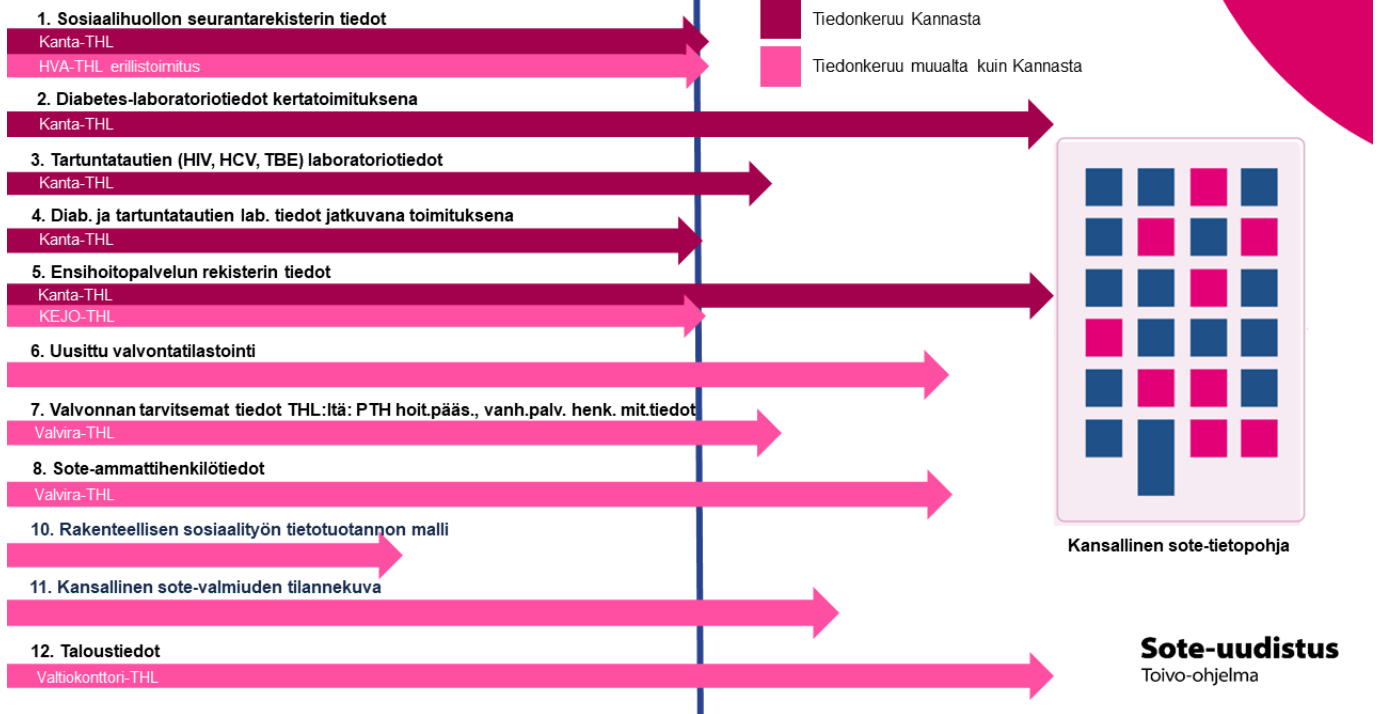 1. Sosiaalihuollon seurantarekisterin tiedot
Kanta-THL
HVA-THL erillistoimitus
Tiedonkeruu Kannasta
Tiedonkeruu muualta kuin Kannasta
2. Diabetes-laboratoriotiedot kertatoimituksena
Kanta-THL
3. Tartuntatautien (HIV, HCV, TBE) laboratoriotiedot
Kanta-THL
4. Diab. ja tartuntatautien lab. tiedot jatkuvana toimituksena
Kanta-THL
5. Ensihoitopalvelun rekisterin tiedot
Kanta-THL
KEJO-THL
6. Uusittu valvontatilastointi
7. Valvonnan tarvitsemat tiedot THL:ltä: PTH hoit.pääs., vanh.palv. henk. mit.tiedot
Valvira-THL
8. Sote-ammattihenkilötiedot
Valvira-THL
10. Rakenteellisen sosiaalityön tietotuotannon malli
11. Kansallinen sote-valmiuden tilannekuva
12. Taloustiedot
Valtiokonttori-THL
Kansallinen sote-tietopohja
Sote-uudistus
Toivo-ohjelma